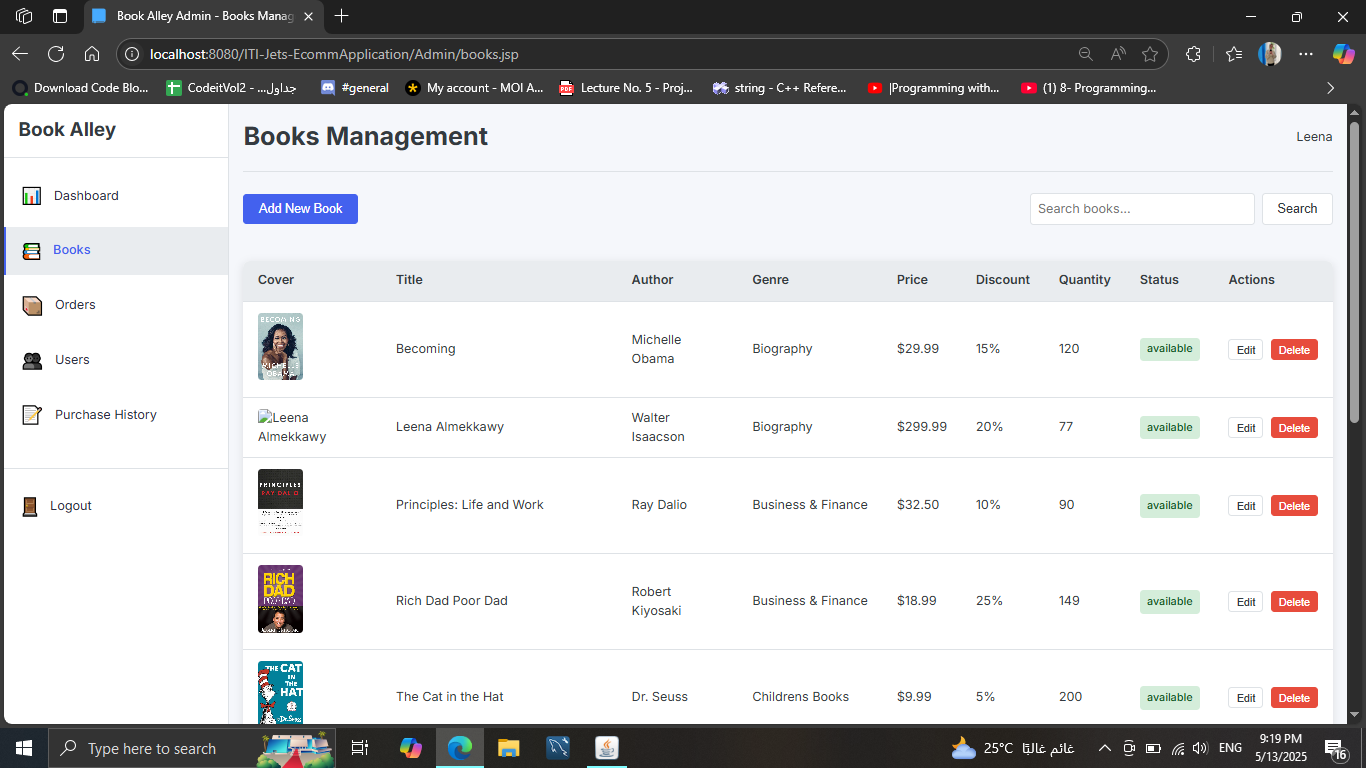 Book Alley Admin - Books Manag
localhost:8080/ITI-Jets-EcommApplication/Admin/books.jsp
Download Code Blo...
CodeitVol2 - ...جداول
#general
My account - MOI A...
Lecture No. 5 - Proj...
string - C++ Refere...
|Programming with...
(1) 8- Programming...
Book Alley
Dashboard
Books
Orders
Users
Purchase History
Logout
Books Management
Leena
Add New Book
Search books...
Search
Cover Title Author Genre Price Discount Quantity Status Actions
BECOMING
MICHELLE
OBAMA
Becoming
Michelle
Obama
Biography
$29.99 15% 120 available Edit Delete
Leena
Almekkawy
Leena Almekkawy
Walter
Isaacson
Biography
$299.99 20% 77 available Edit Delete
PRINCIPLES
RAY DALIO
Principles: Life and Work
Ray Dalio
Business & Finance
$32.50 10% 90 available Edit Delete
RICH
DAD
Rich Dad Poor Dad
Robert
Kiyosaki
Business & Finance
$18.99 25% 149 available Edit Delete
THE CAT
IN THE
HAT
Dr. Seuss
The Cat in the Hat
Dr. Seuss
Childrens Books
$9.99 5% 200 available Edit Delete
Type here to search
25°C غائم غالبًا
ENG
9:19 PM
5/13/2025
16